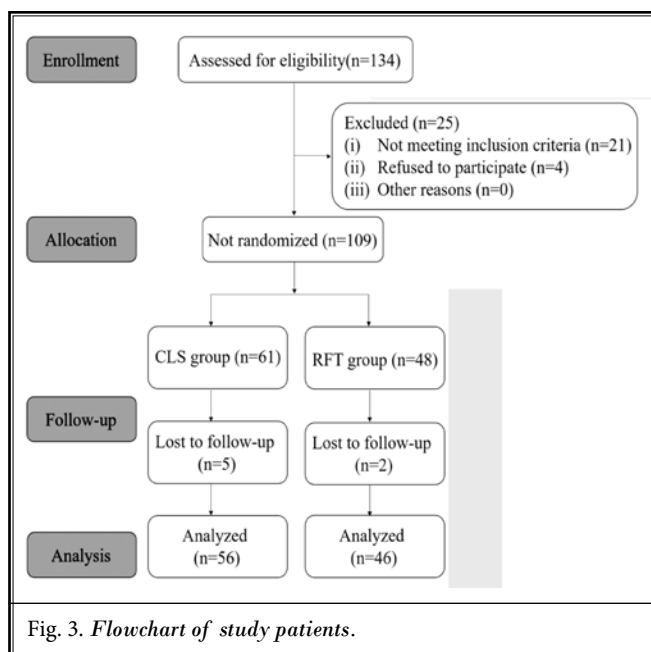 Enrollment
Assessed for eligibility(n=134)
Excluded (n=25)
(i) Not meeting inclusion criteria (n=21)
(ii) Refused to participate (n=4)
(iii) Other reasons (n=0)
Allocation
Not randomized (n=109)
CLS group (n=61)
RFT group (n=48)
Follow-up
Lost to follow-up
(n=5)
Lost to follow-up
(n=2)
Analysis
Analyzed
(n=56)
Analyzed
(n=46)
Fig. 3. Flowchart of study patients.